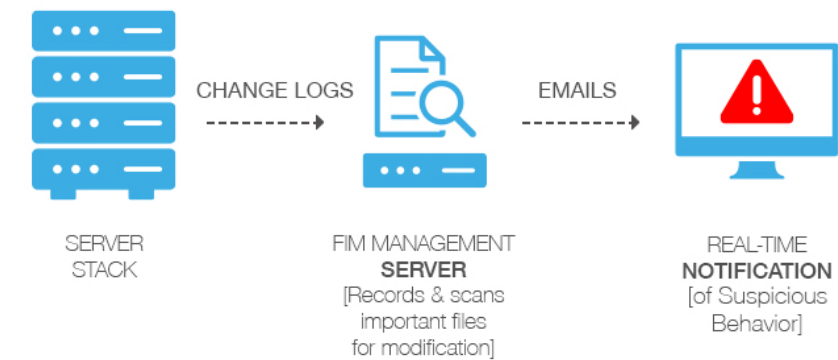 CHANGE LOGS
EMAILS
SERVER
STACK
FIM MANAGEMENT
SERVER
[Records & scans
important files
for modification]
REAL-TIME
NOTIFICATION
[of Suspicious
Behavior]